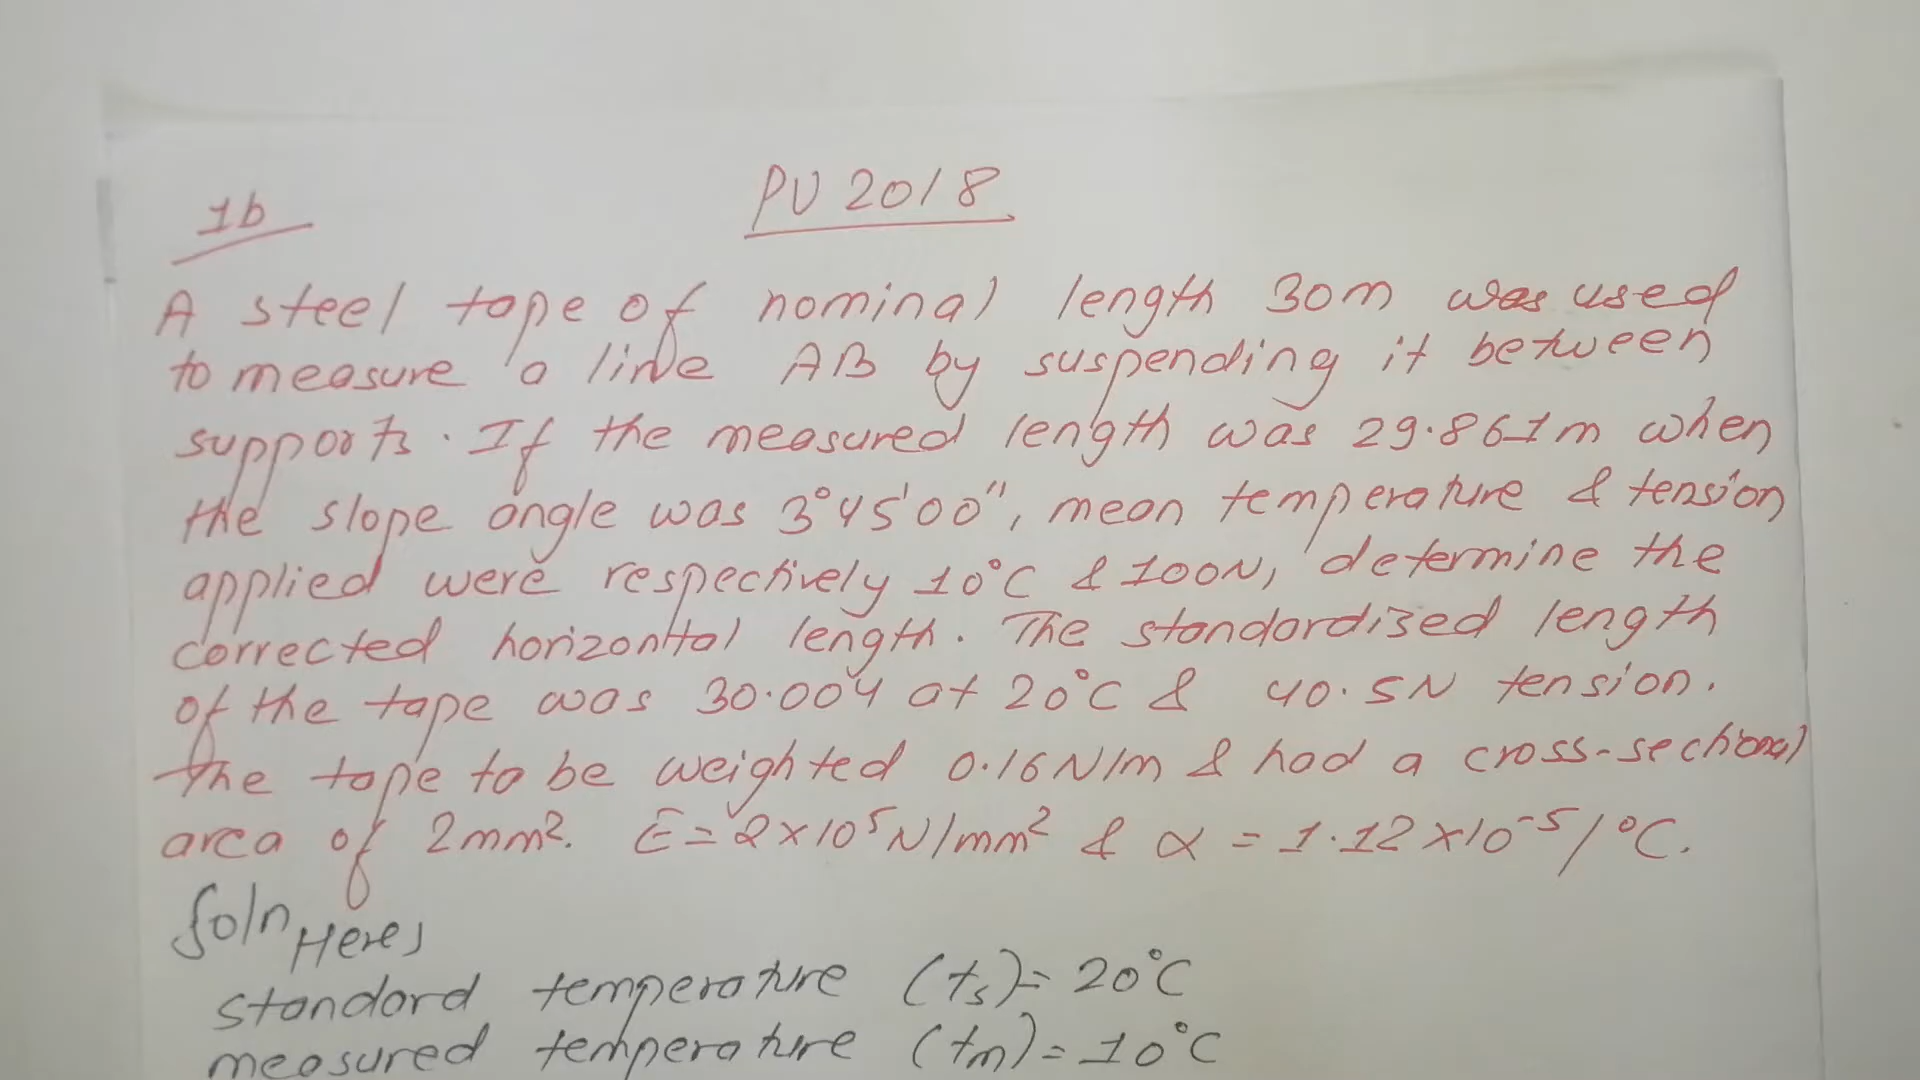 PU 2018
1b
A steel tape of nominal length 30m was used
to measure a line AB by suspending it between
supports. If the measured length was 29.861m when
the slope angle was 3°45'00", mean temperature & tension
applied were respectively 10°C & 100N, determine the
corrected horizontal length. The standardized length
of the tape was 30.004 at 20°C & 40.5N tension.
The tape to be weighted 0.16N/m & had a cross-sectional
area of 2mm². E = 2×10⁵N/mm² & α = 1.12×10⁻⁵/°C.
Soln Here,
standard temperature (ts) = 20°C
measured temperature (tm) = 10°C